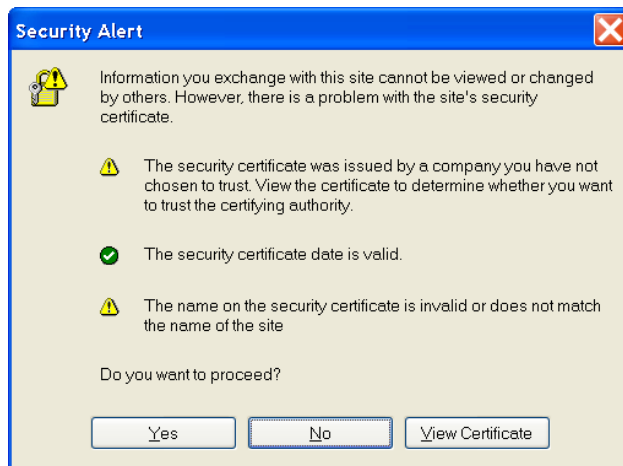 Security Alert
Information you exchange with this site cannot be viewed or changed
by others. However, there is a problem with the site's security
certificate.
The security certificate was issued by a company you have not
chosen to trust. View the certificate to determine whether you want
to trust the certifying authority.
The security certificate date is valid.
The name on the security certificate is invalid or does not match
the name of the site
Do you want to proceed?
Yes No View Certificate